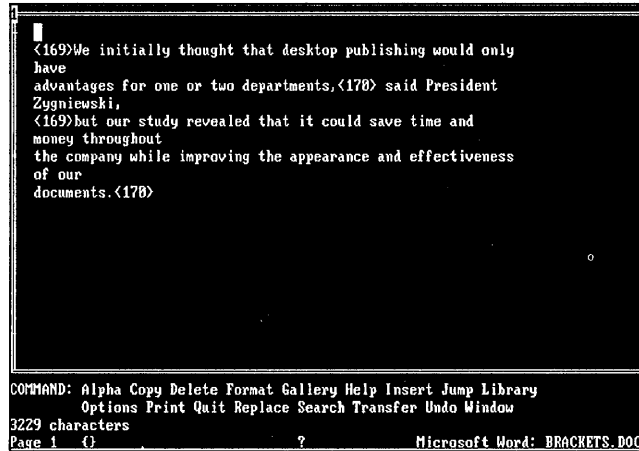 <169>We initially thought that desktop publishing would only
have
advantages for one or two departments,<170> said President
Zygniewski,
<169>but our study revealed that it could save time and
money throughout
the company while improving the appearance and effectiveness
of our
documents.<170>
COMMAND: Alpha Copy Delete Format Gallery Help Insert Jump Library
Options Print Quit Replace Search Transfer Undo Window
3229 characters
Page 1 {} ? Microsoft Word: BRACKETS.DOC